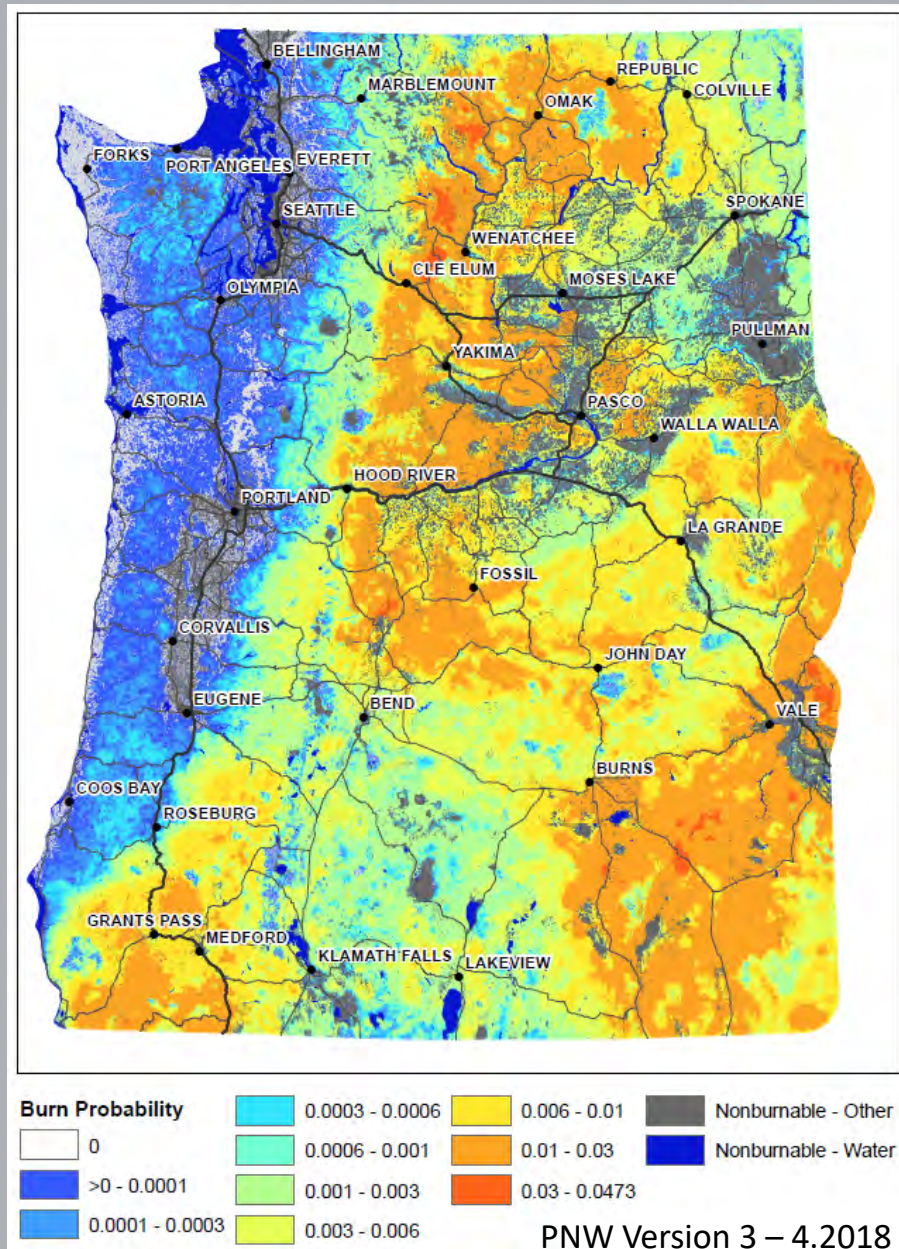 BELLINGHAM
MARBLEMOUNT
REPUBLIC
COLVILLE
OMAK
FORKS
PORT ANGELES
EVERETT
SEATTLE
SPOKANE
WENATCHEE
CLE ELUM
MOSES LAKE
OLYMPIA
PULLMAN
YAKIMA
ASTORIA
PASCO
WALLA WALLA
HOOD RIVER
PORTLAND
LA GRANDE
FOSSIL
CORVALLIS
JOHN DAY
EUGENE
BEND
VALE
BURNS
COOS BAY
ROSEBURG
GRANTS PASS
MEDFORD
KLAMATH FALLS
LAKEVIEW
Burn Probability
0
>0 - 0.0001
0.0001 - 0.0003
0.0003 - 0.0006
0.0006 - 0.001
0.001 - 0.003
0.003 - 0.006
0.006 - 0.01
0.01 - 0.03
0.03 - 0.0473
Nonburnable - Other
Nonburnable - Water
PNW Version 3 – 4.2018